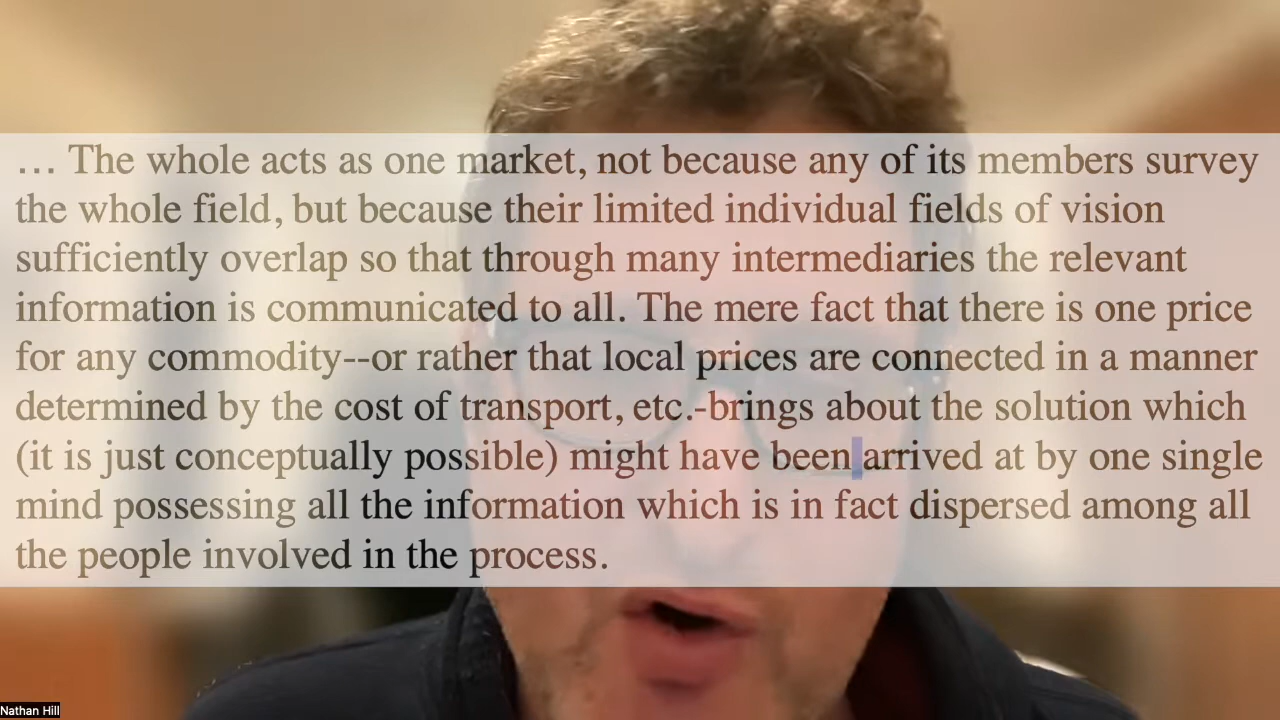 … The whole acts as one market, not because any of its members survey
the whole field, but because their limited individual fields of vision
sufficiently overlap so that through many intermediaries the relevant
information is communicated to all. The mere fact that there is one price
for any commodity--or rather that local prices are connected in a manner
determined by the cost of transport, etc.-brings about the solution which
(it is just conceptually possible) might have been arrived at by one single
mind possessing all the information which is in fact dispersed among all
the people involved in the process.
Nathan Hill